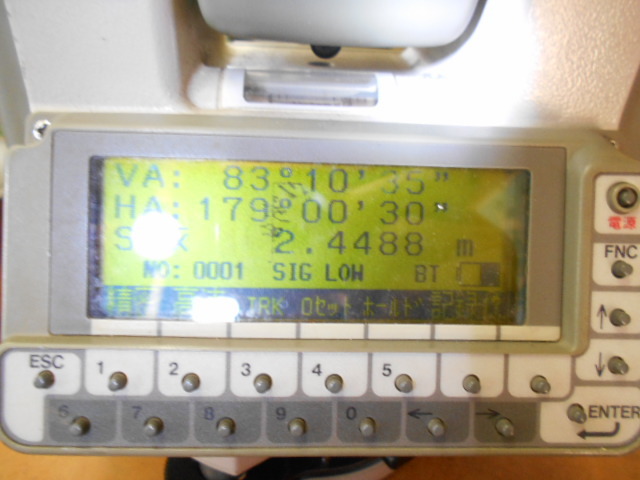 VA: 83°10'35"
HA: 179°00'30"
2.4488 m
NO: 0001 SIG LOW BT
TRK 0セット ホールド 記録
電源
FNC
↑
↓
ESC 1 2 3 4 5
6 7 8 9 0 ← → ENTER